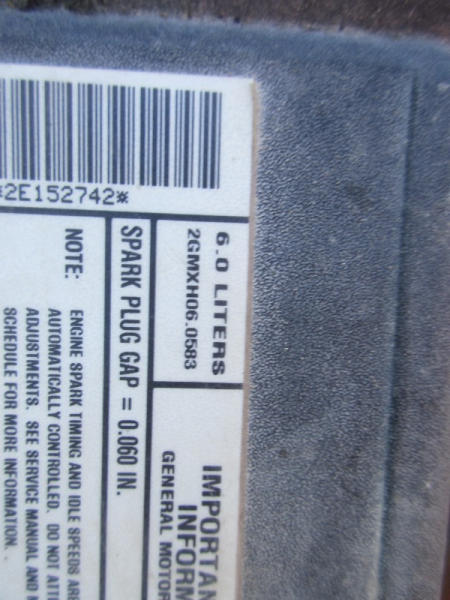 *2E152742*
6.0 LITERS
2GMXH06.0583
IMPORTAN
INFORM
GENERAL MOTOR
SPARK PLUG GAP = 0.060 IN.
NOTE: ENGINE SPARK TIMING AND IDLE SPEEDS ARE
AUTOMATICALLY CONTROLLED. DO NOT ATT
ADJUSTMENTS. SEE SERVICE MANUAL AND M
SCHEDULE FOR MORE INFORMATION.